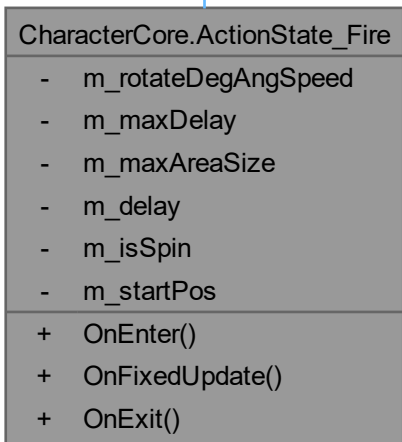 CharacterCore.ActionState_Fire
- m_rotateDegAngSpeed
- m_maxDelay
- m_maxAreaSize
- m_delay
- m_isSpin
- m_startPos
+ OnEnter()
+ OnFixedUpdate()
+ OnExit()